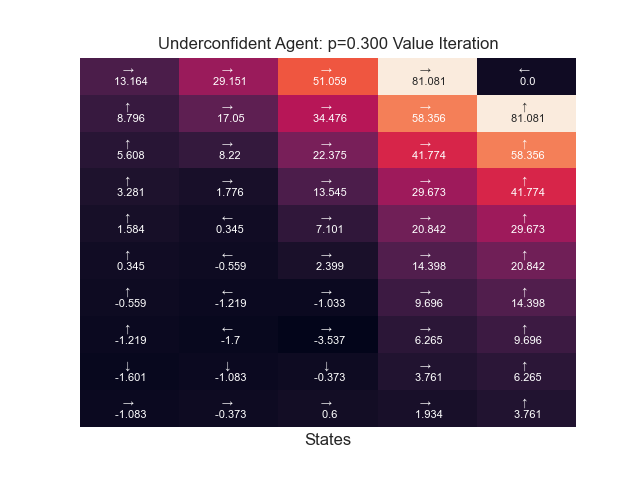 Underconfident Agent: p=0.300 Value Iteration
→ → → → ←
13.164 29.151 51.059 81.081 0.0
↑ → → → ↑
8.796 17.05 34.476 58.356 81.081
↑ → → → ↑
5.608 8.22 22.375 41.774 58.356
↑ → → → ↑
3.281 1.776 13.545 29.673 41.774
↑ ← → → ↑
1.584 0.345 7.101 20.842 29.673
↑ ← → → ↑
0.345 -0.559 2.399 14.398 20.842
↑ ← → → ↑
-0.559 -1.219 -1.033 9.696 14.398
↑ ← → → ↑
-1.219 -1.7 -3.537 6.265 9.696
↓ ↓ ↓ → ↑
-1.601 -1.083 -0.373 3.761 6.265
→ → → → ↑
-1.083 -0.373 0.6 1.934 3.761
States